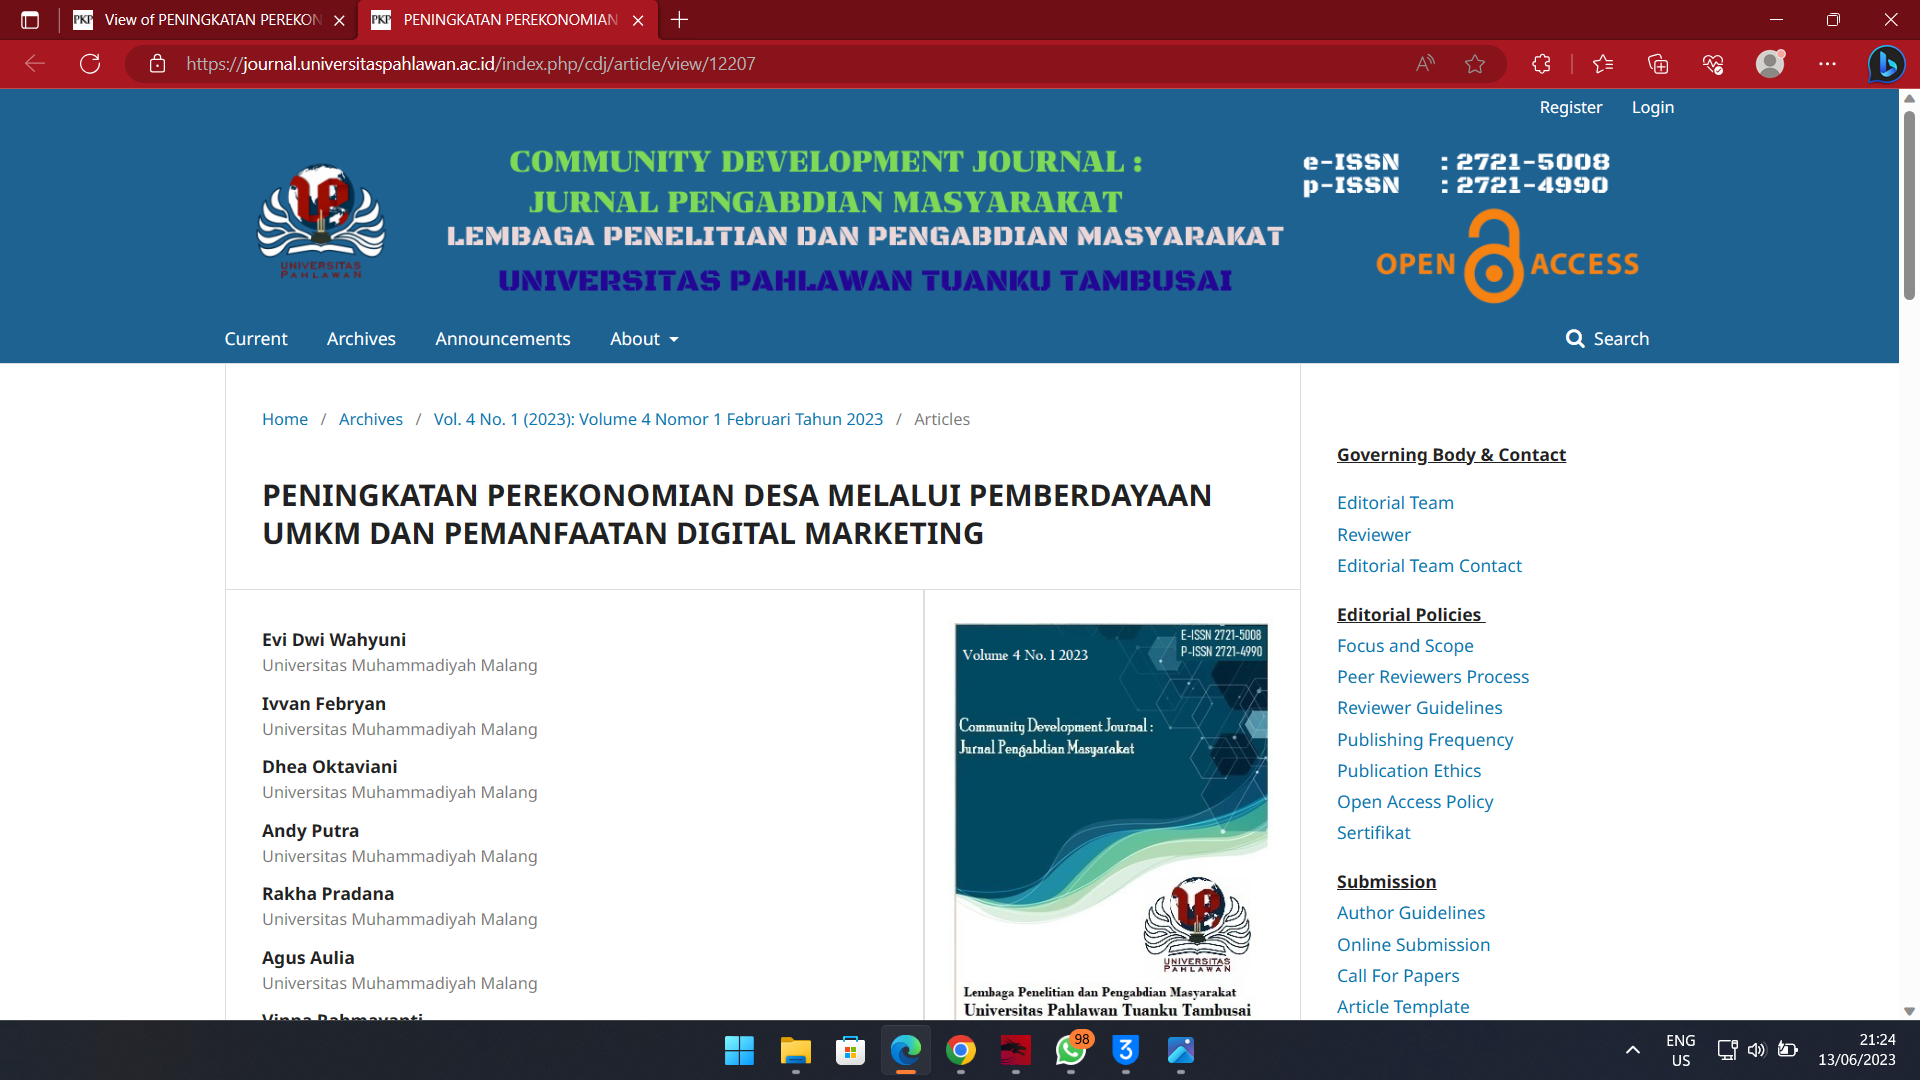 View of PENINGKATAN PEREKON
PENINGKATAN PEREKONOMIAN
https://journal.universitaspahlawan.ac.id/index.php/cdj/article/view/12207
Register Login
COMMUNITY DEVELOPMENT JOURNAL :
JURNAL PENGABDIAN MASYARAKAT
LEMBAGA PENELITIAN DAN PENGABDIAN MASYARAKAT
UNIVERSITAS PAHLAWAN TUANKU TAMBUSAI
UNIVERSITAS
PAHLAWAN
e-ISSN : 2721-5008
p-ISSN : 2721-4990
OPEN ACCESS
Current Archives Announcements About Search
Home / Archives / Vol. 4 No. 1 (2023): Volume 4 Nomor 1 Februari Tahun 2023 / Articles
PENINGKATAN PEREKONOMIAN DESA MELALUI PEMBERDAYAAN
UMKM DAN PEMANFAATAN DIGITAL MARKETING
Evi Dwi Wahyuni
Universitas Muhammadiyah Malang
Ivvan Febryan
Universitas Muhammadiyah Malang
Dhea Oktaviani
Universitas Muhammadiyah Malang
Andy Putra
Universitas Muhammadiyah Malang
Rakha Pradana
Universitas Muhammadiyah Malang
Agus Aulia
Universitas Muhammadiyah Malang
E-ISSN 2721-5008
P-ISSN 2721-4990
Volume 4 No. 1 2023
Community Development Journal :
Jurnal Pengabdian Masyarakat
UNIVERSITAS
PAHLAWAN
Lembaga Penelitian dan Pengabdian Masyarakat
Universitas Pahlawan Tuanku Tambusai
Governing Body & Contact
Editorial Team
Reviewer
Editorial Team Contact
Editorial Policies
Focus and Scope
Peer Reviewers Process
Reviewer Guidelines
Publishing Frequency
Publication Ethics
Open Access Policy
Sertifikat
Submission
Author Guidelines
Online Submission
Call For Papers
Article Template
98
ENG
US
21:24
13/06/2023